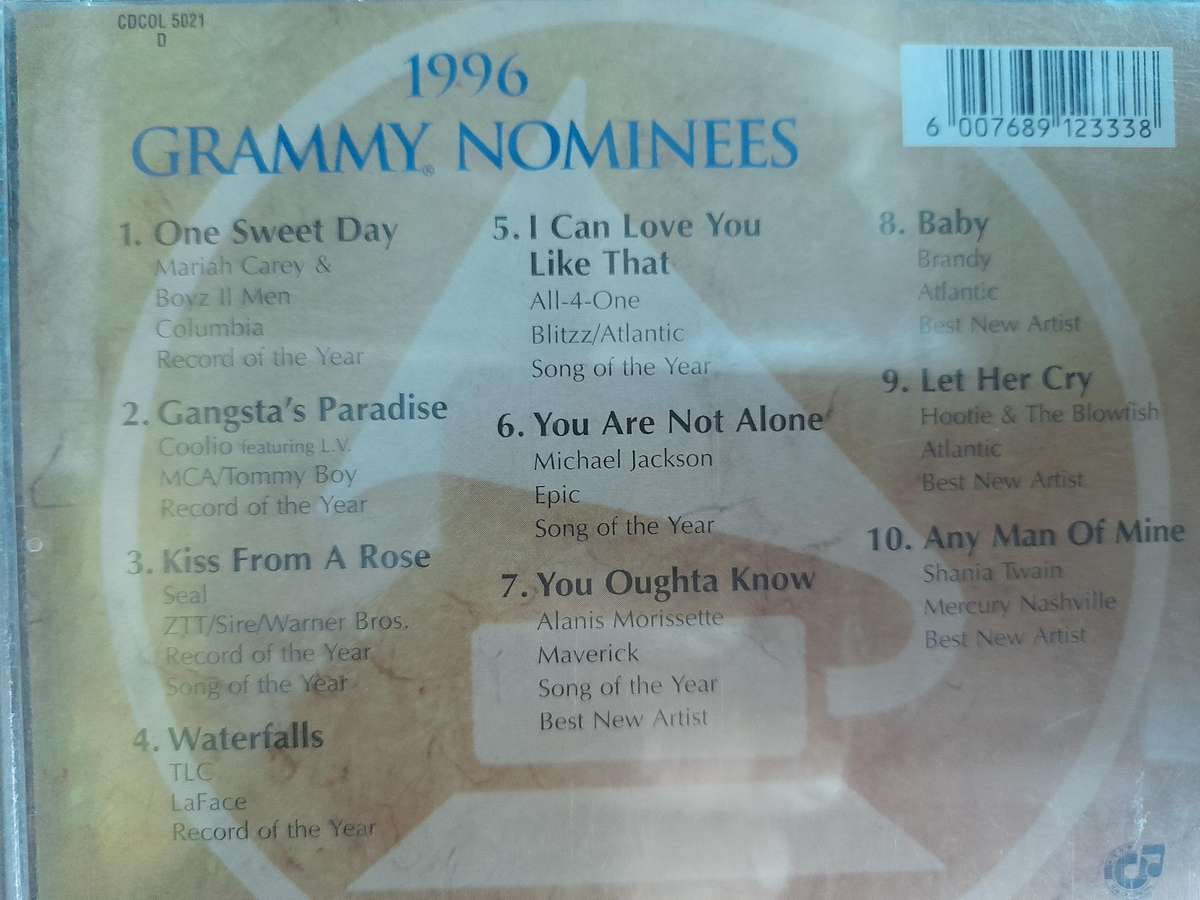 CDCOL 5021
D
1996
GRAMMY® NOMINEES
6 007689 123338
1. One Sweet Day
Mariah Carey &
Boyz II Men
Columbia
Record of the Year
2. Gangsta's Paradise
Coolio featuring L.V.
MCA/Tommy Boy
Record of the Year
3. Kiss From A Rose
Seal
ZTT/Sire/Warner Bros.
Record of the Year
Song of the Year
4. Waterfalls
TLC
LaFace
Record of the Year
5. I Can Love You
Like That
All-4-One
Blitzz/Atlantic
Song of the Year
6. You Are Not Alone
Michael Jackson
Epic
Song of the Year
7. You Oughta Know
Alanis Morissette
Maverick
Song of the Year
Best New Artist
8. Baby
Brandy
Atlantic
Best New Artist
9. Let Her Cry
Hootie & The Blowfish
Atlantic
Best New Artist
10. Any Man Of Mine
Shania Twain
Mercury Nashville
Best New Artist